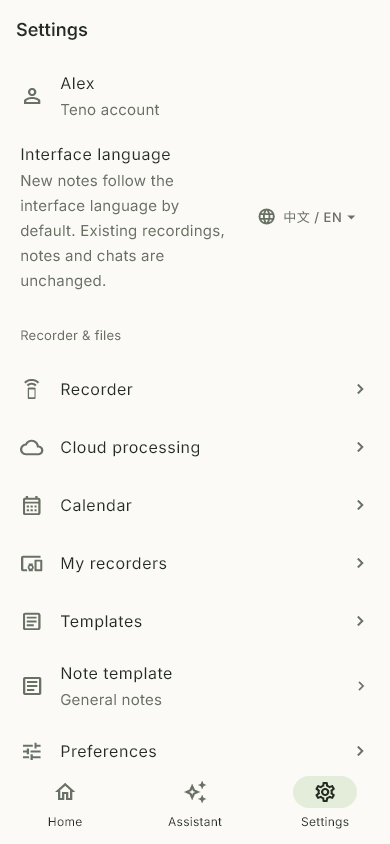 Settings
Alex
Teno account
Interface language
New notes follow the
interface language by
default. Existing recordings,
notes and chats are
unchanged.
中文 / EN
Recorder & files
Recorder
Cloud processing
Calendar
My recorders
Templates
Note template
General notes
Preferences
Home
Assistant
Settings